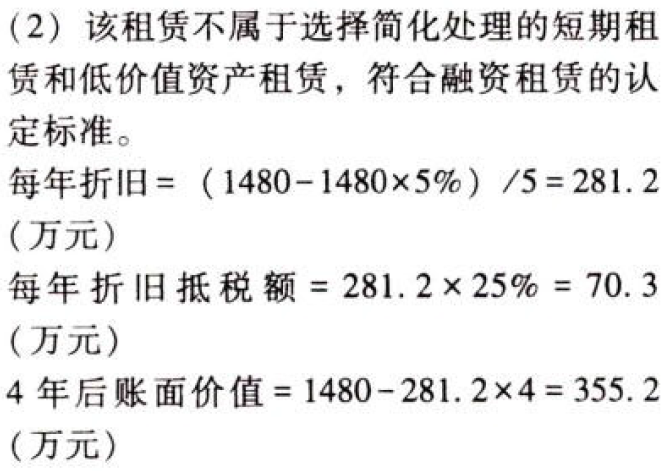 (2) 该租赁不属于选择简化处理的短期租
赁和低价值资产租赁，符合融资租赁的认
定标准。
每年折旧=（1480-1480×5%）/5=281.2
(万元)
每年折旧抵税额=281.2×25%=70.3
(万元)
4年后账面价值=1480-281.2×4=355.2
(万元)